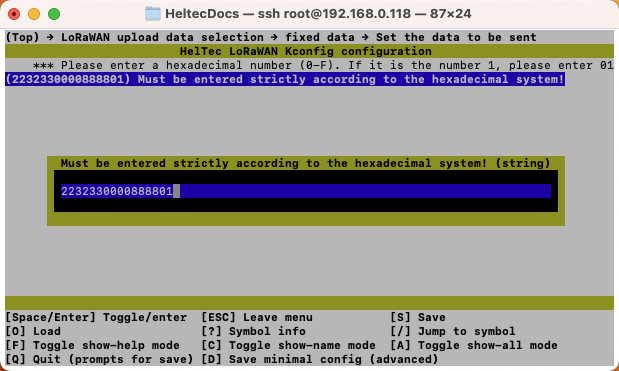 HeltecDocs — ssh root@192.168.0.118 — 87×24
(Top) → LoRaWAN upload data selection → fixed data → Set the data to be sent
HelTec LoRaWAN Kconfig configuration
*** Please enter a hexadecimal number (0-F). If it is the number 1, please enter 01
(2232330000888801) Must be entered strictly according to the hexadecimal system!
Must be entered strictly according to the hexadecimal system! (string)
2232330000888801
[Space/Enter] Toggle/enter [ESC] Leave menu [S] Save
[O] Load [?] Symbol info [/] Jump to symbol
[F] Toggle show-help mode [C] Toggle show-name mode [A] Toggle show-all mode
[Q] Quit (prompts for save) [D] Save minimal config (advanced)